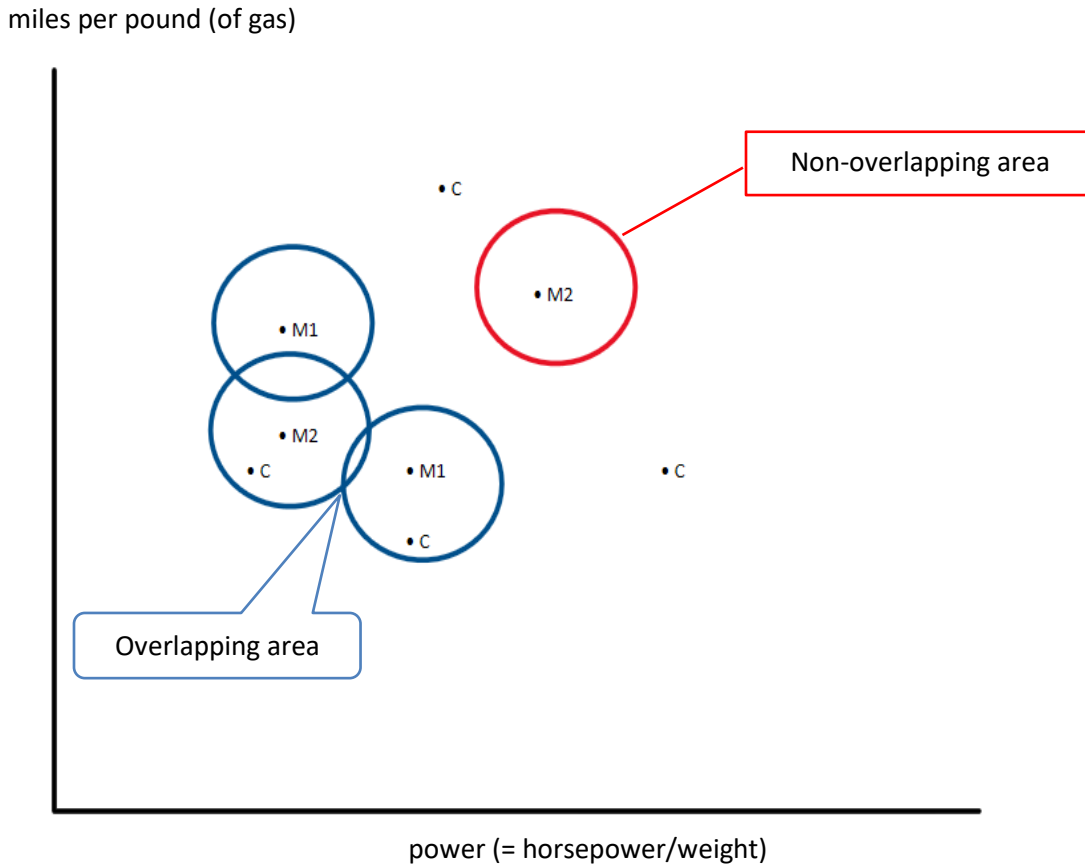 miles per pound (of gas)
Non-overlapping area
C
M2
M1
M2
C
M1
C
C
Overlapping area
power (= horsepower/weight)